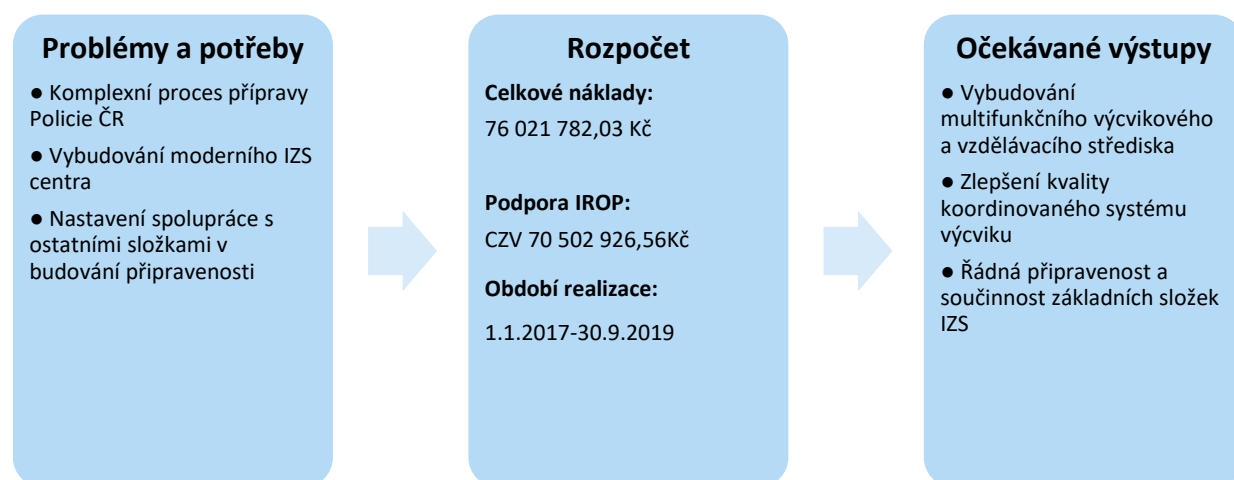 Problémy a potřeby
● Komplexní proces přípravy
Policie ČR
● Vybudování moderního IZS
centra
● Nastavení spolupráce s
ostatními složkami v
budování připravenosti
Rozpočet
Celkové náklady:
76 021 782,03 Kč
Podpora IROP:
CZV 70 502 926,56Kč
Období realizace:
1.1.2017-30.9.2019
Očekávané výstupy
● Vybudování
multifunkčního výcvikového
a vzdělávacího střediska
● Zlepšení kvality
koordinovaného systému
výcviku
● Řádná připravenost a
součinnost základních složek
IZS